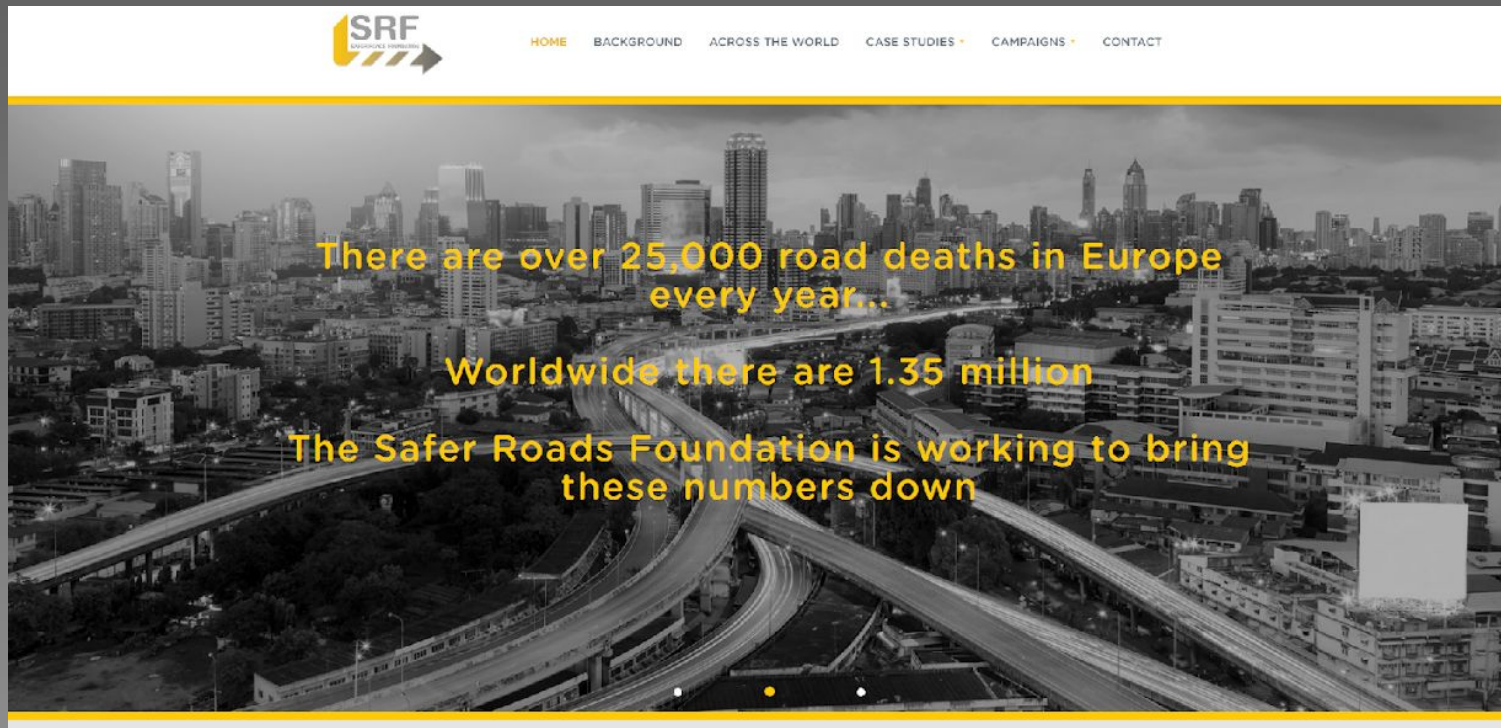 SRF
HOME BACKGROUND ACROSS THE WORLD CASE STUDIES CAMPAIGNS CONTACT
There are over 25,000 road deaths in Europe
every year...
Worldwide there are 1.35 million
The Safer Roads Foundation is working to bring
these numbers down